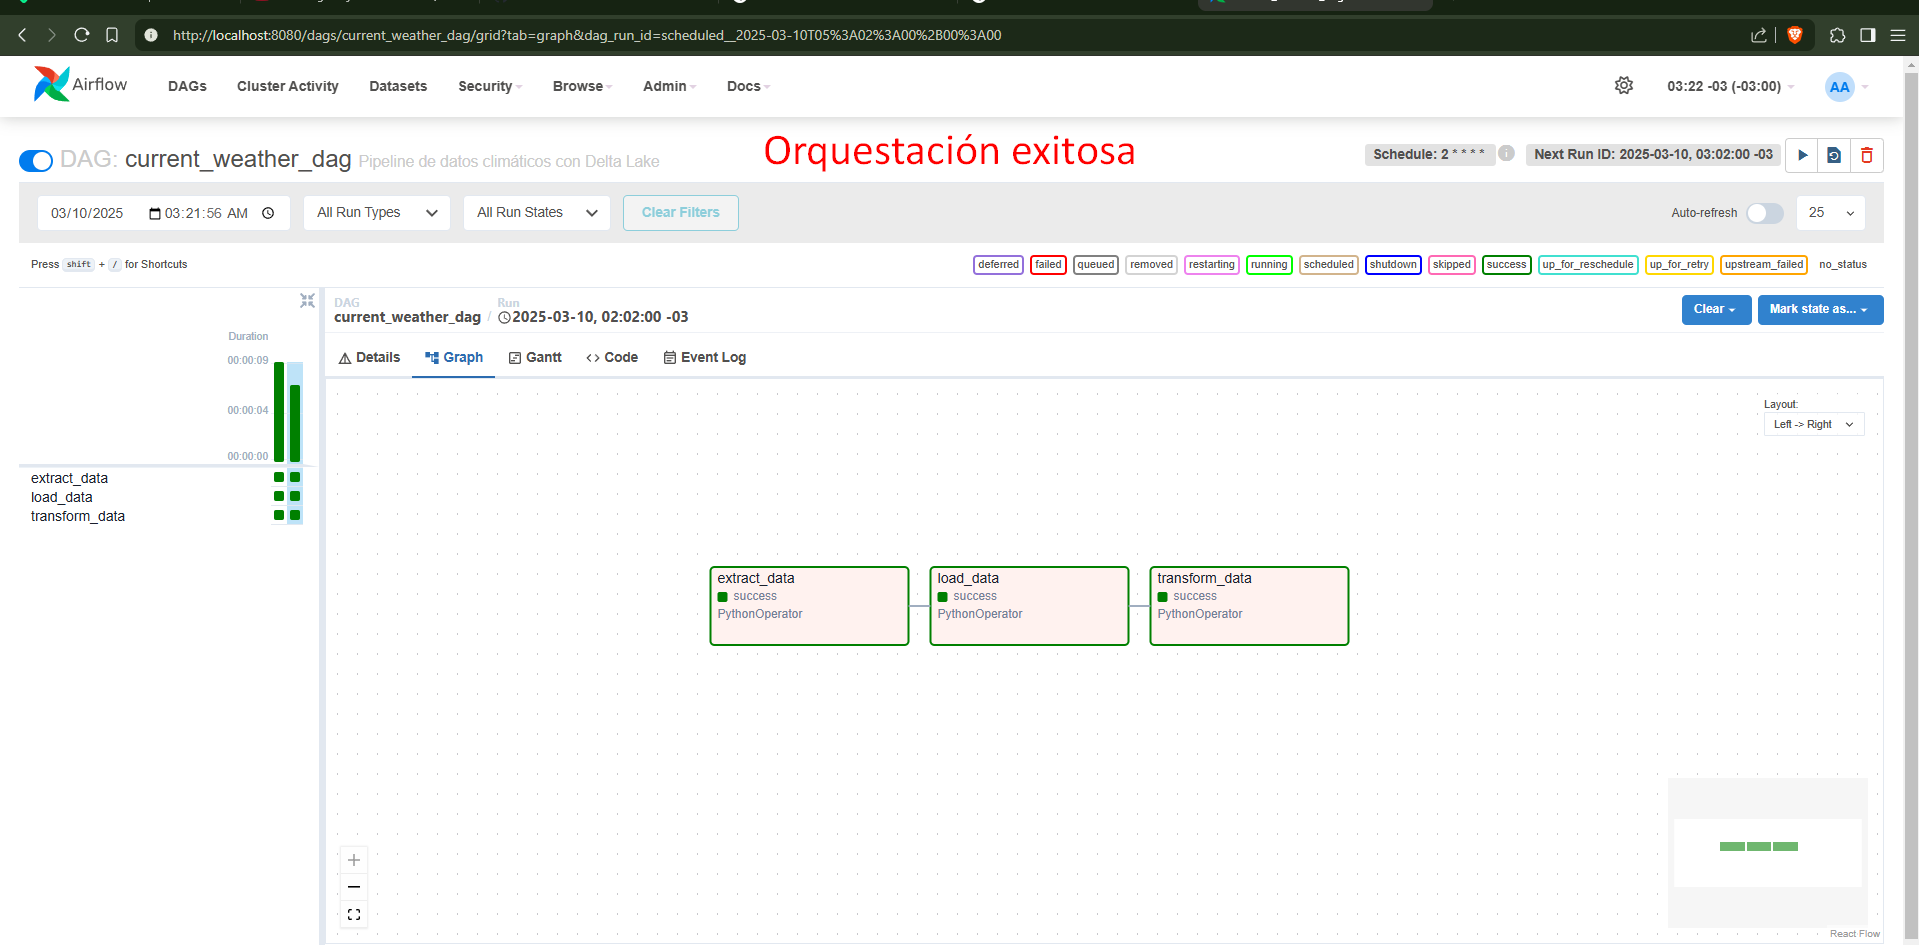 http://localhost:8080/dags/current_weather_dag/grid?tab=graph&dag_run_id=scheduled__2025-03-10T05%3A02%3A00%2B00%3A00
Airflow DAGs Cluster Activity Datasets Security Browse Admin Docs 03:22 -03 (-03:00) AA
DAG: current_weather_dag Pipeline de datos climáticos con Delta Lake
Orquestación exitosa
Schedule: 2 * * * *
Next Run ID: 2025-03-10, 03:02:00 -03
03/10/2025 03:21:56 AM All Run Types All Run States Clear Filters Auto-refresh 25
Press shift + / for Shortcuts
deferred failed queued removed restarting running scheduled shutdown skipped success up_for_reschedule up_for_retry upstream_failed no_status
Duration
00:00:09
00:00:04
00:00:00
extract_data
load_data
transform_data
DAG
current_weather_dag
/
Run
2025-03-10, 02:02:00 -03
Clear
Mark state as...
Details Graph Gantt Code Event Log
Layout:
Left -> Right
extract_data
success
PythonOperator
load_data
success
PythonOperator
transform_data
success
PythonOperator
React Flow